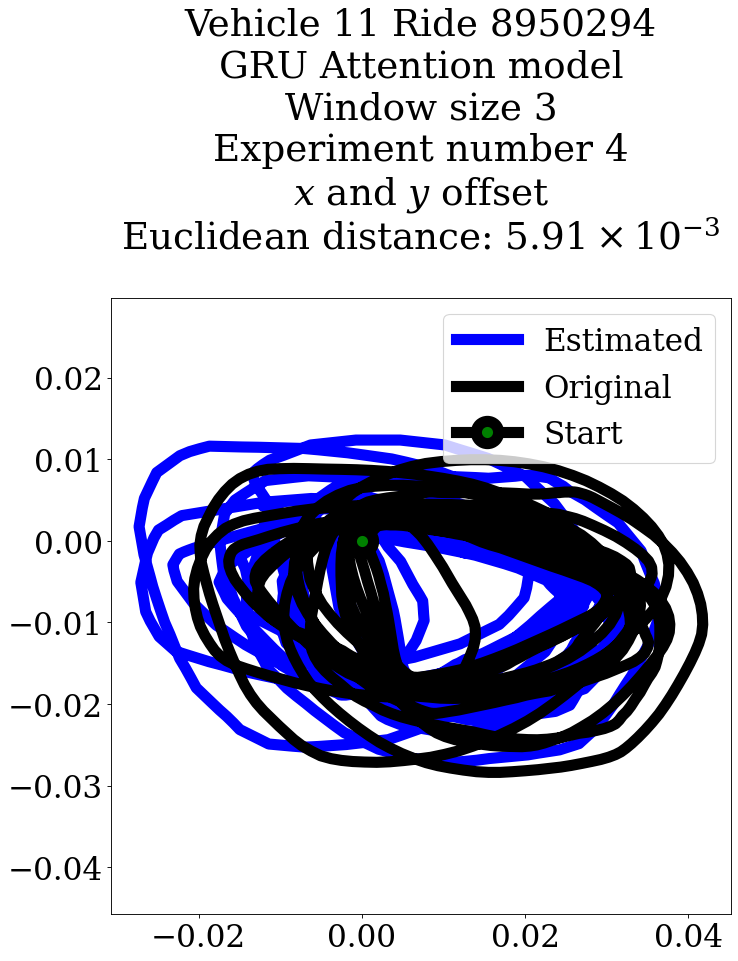 Vehicle 11 Ride 8950294
GRU Attention model
Window size 3
Experiment number 4
x and y offset
Euclidean distance: 5.91 × 10⁻³
Estimated
Original
Start
0.02
0.01
0.00
−0.01
−0.02
−0.03
−0.04
−0.02 0.00 0.02 0.04